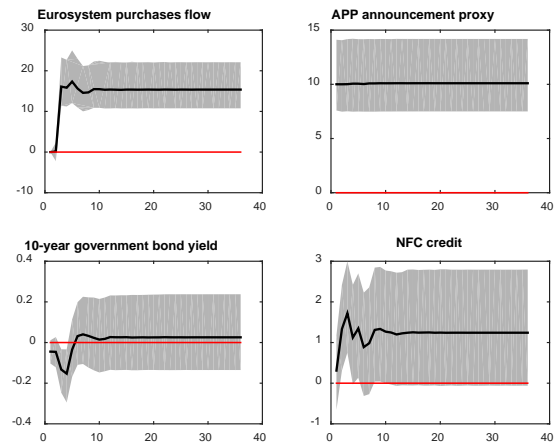 Eurosystem purchases flow
30
20
10
0
-10
0 10 20 30 40
APP announcement proxy
15
10
5
0
0 10 20 30 40
10-year government bond yield
0.4
0.2
0
-0.2
-0.4
0 10 20 30 40
NFC credit
3
2
1
0
-1
0 10 20 30 40